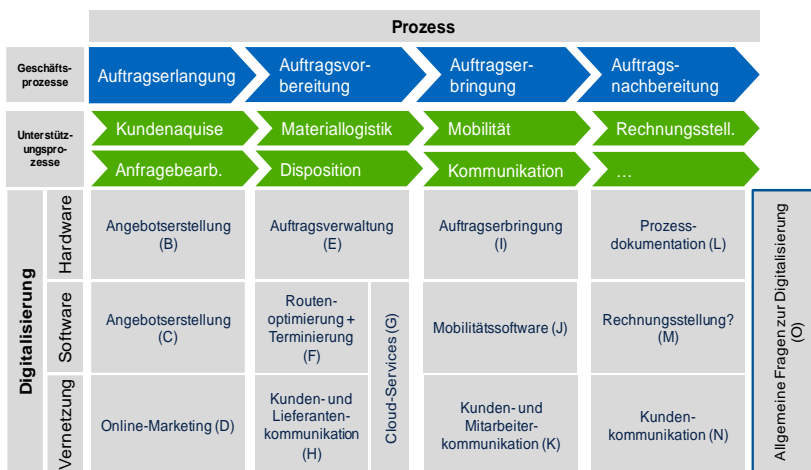 Prozess
Geschäfts-
prozesse
Auftragserlangung
Auftragsvor-
bereitung
Auftragser-
bringung
Auftrags-
nachbereitung
Unterstütz-
zungspro-
zesse
Kundenaquise
Materiallogistik
Mobilität
Rechnungsstell.
Anfragebearb.
Disposition
Kommunikation
...
Digitalisierung
Hardware
Angebotserstellung
(B)
Auftragsverwaltung
(E)
Auftragserbringung
(I)
Prozess-
dokumentation (L)
Software
Angebotserstellung
(C)
Routen-
optimierung +
Terminierung
(F)
Cloud-Services (G)
Mobilitätssoftware (J)
Rechnungsstellung?
(M)
Vernetzung
Online-Marketing (D)
Kunden- und
Lieferanten-
kommunikation
(H)
Kunden- und
Mitarbeiter-
kommunikation (K)
Kunden-
kommunikation (N)
Allgemeine Fragen zur Digitalisierung
(O)